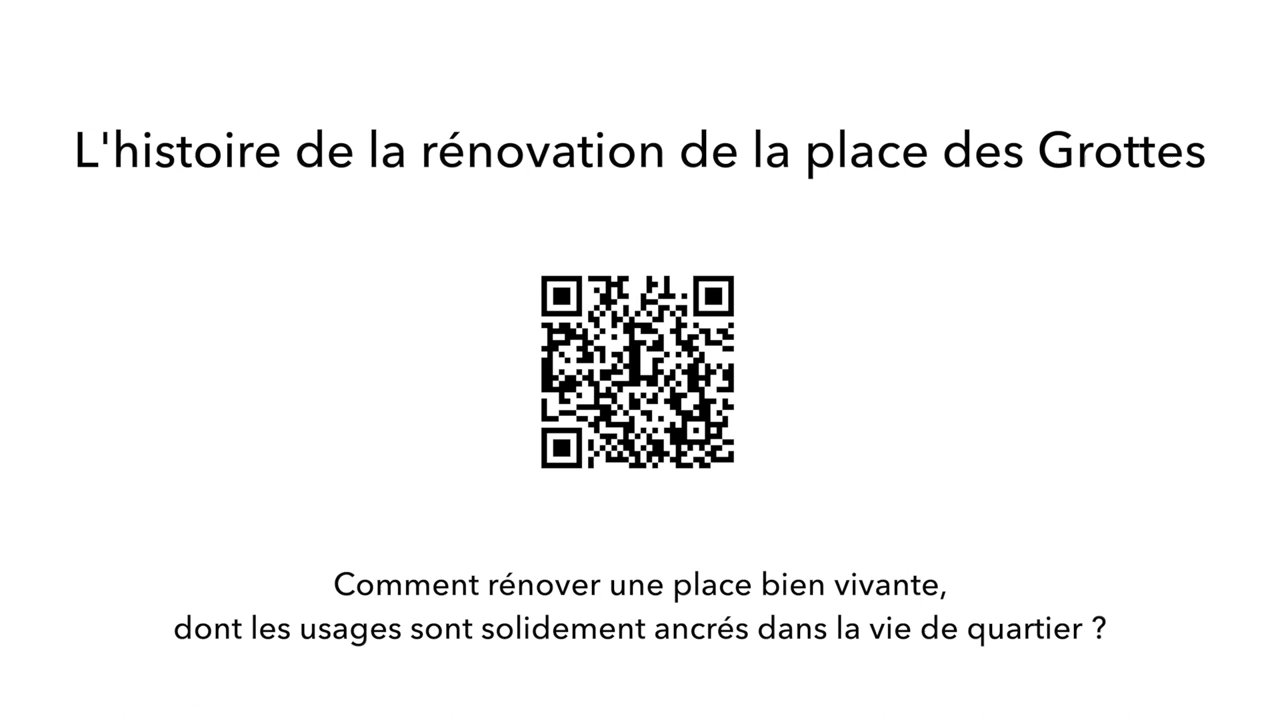 L'histoire de la rénovation de la place des Grottes
Comment rénover une place bien vivante,
dont les usages sont solidement ancrés dans la vie de quartier ?